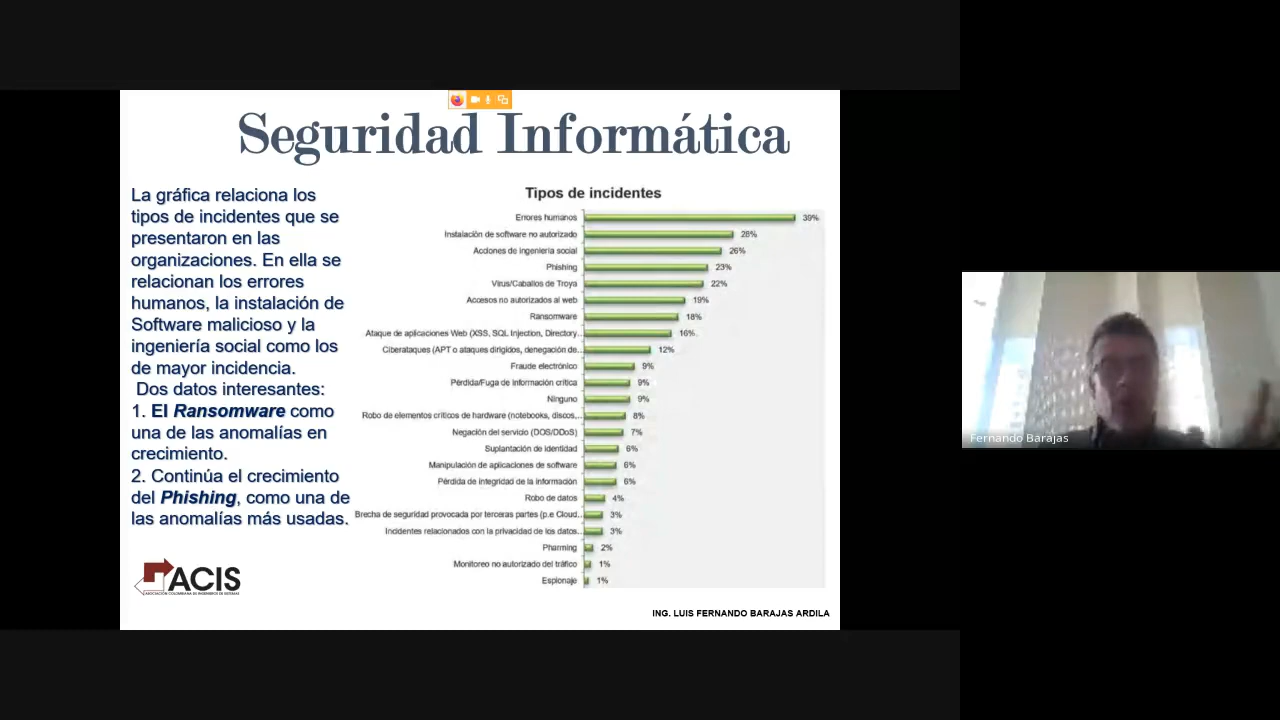 Seguridad Informática
La gráfica relaciona los
tipos de incidentes que se
presentaron en las
organizaciones. En ella se
relacionan los errores
humanos, la instalación de
Software malicioso y la
ingeniería social como los
de mayor incidencia.
Dos datos interesantes:
1. El Ransomware como
una de las anomalías en
crecimiento.
2. Continúa el crecimiento
del Phishing, como una de
las anomalías más usadas.
Tipos de incidentes
Errores humanos 39%
Instalación de software no autorizado 28%
Acciones de ingeniería social 26%
Phishing 23%
Virus/Caballos de Troya 22%
Accesos no autorizados al web 19%
Ransomware 18%
Ataque de aplicaciones Web (XSS, SQL Injection, Directory... 16%
Ciberataques (APT o ataques dirigidos, denegación de... 12%
Fraude electrónico 9%
Pérdida/Fuga de información crítica 9%
Ninguno 9%
Robo de elementos críticos de hardware (notebooks, discos,... 8%
Negación del servicio (DOS/DDoS) 7%
Suplantación de identidad 6%
Manipulación de aplicaciones de software 6%
Pérdida de integridad de la información 6%
Robo de datos 4%
Brecha de seguridad provocada por terceras partes (p.e Cloud... 3%
Incidentes relacionados con la privacidad de los datos... 3%
Pharming 2%
Monitoreo no autorizado del tráfico 1%
Espionaje 1%
ACIS
ASOCIACIÓN COLOMBIANA DE INGENIEROS DE SISTEMAS
ING. LUIS FERNANDO BARAJAS ARDILA
Fernando Barajas